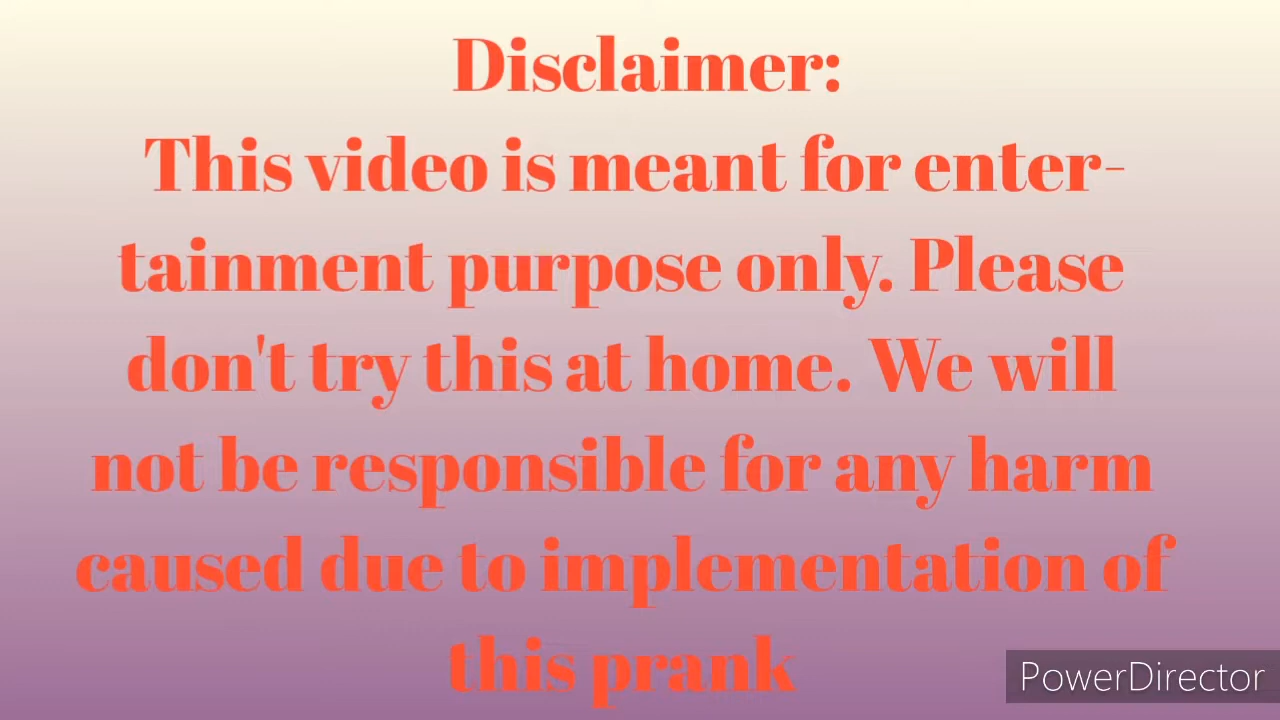 Disclaimer:
This video is meant for enter-
tainment purpose only. Please
don't try this at home. We will
not be responsible for any harm
caused due to implementation of
this prank
PowerDirector